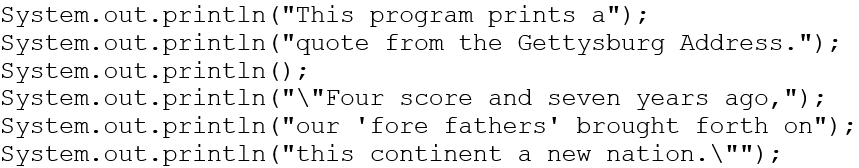 System.out.println("This program prints a");
System.out.println("quote from the Gettysburg Address.");
System.out.println();
System.out.println("\"Four score and seven years ago,");
System.out.println("our 'fore fathers' brought forth on");
System.out.println("this continent a new nation.\"");